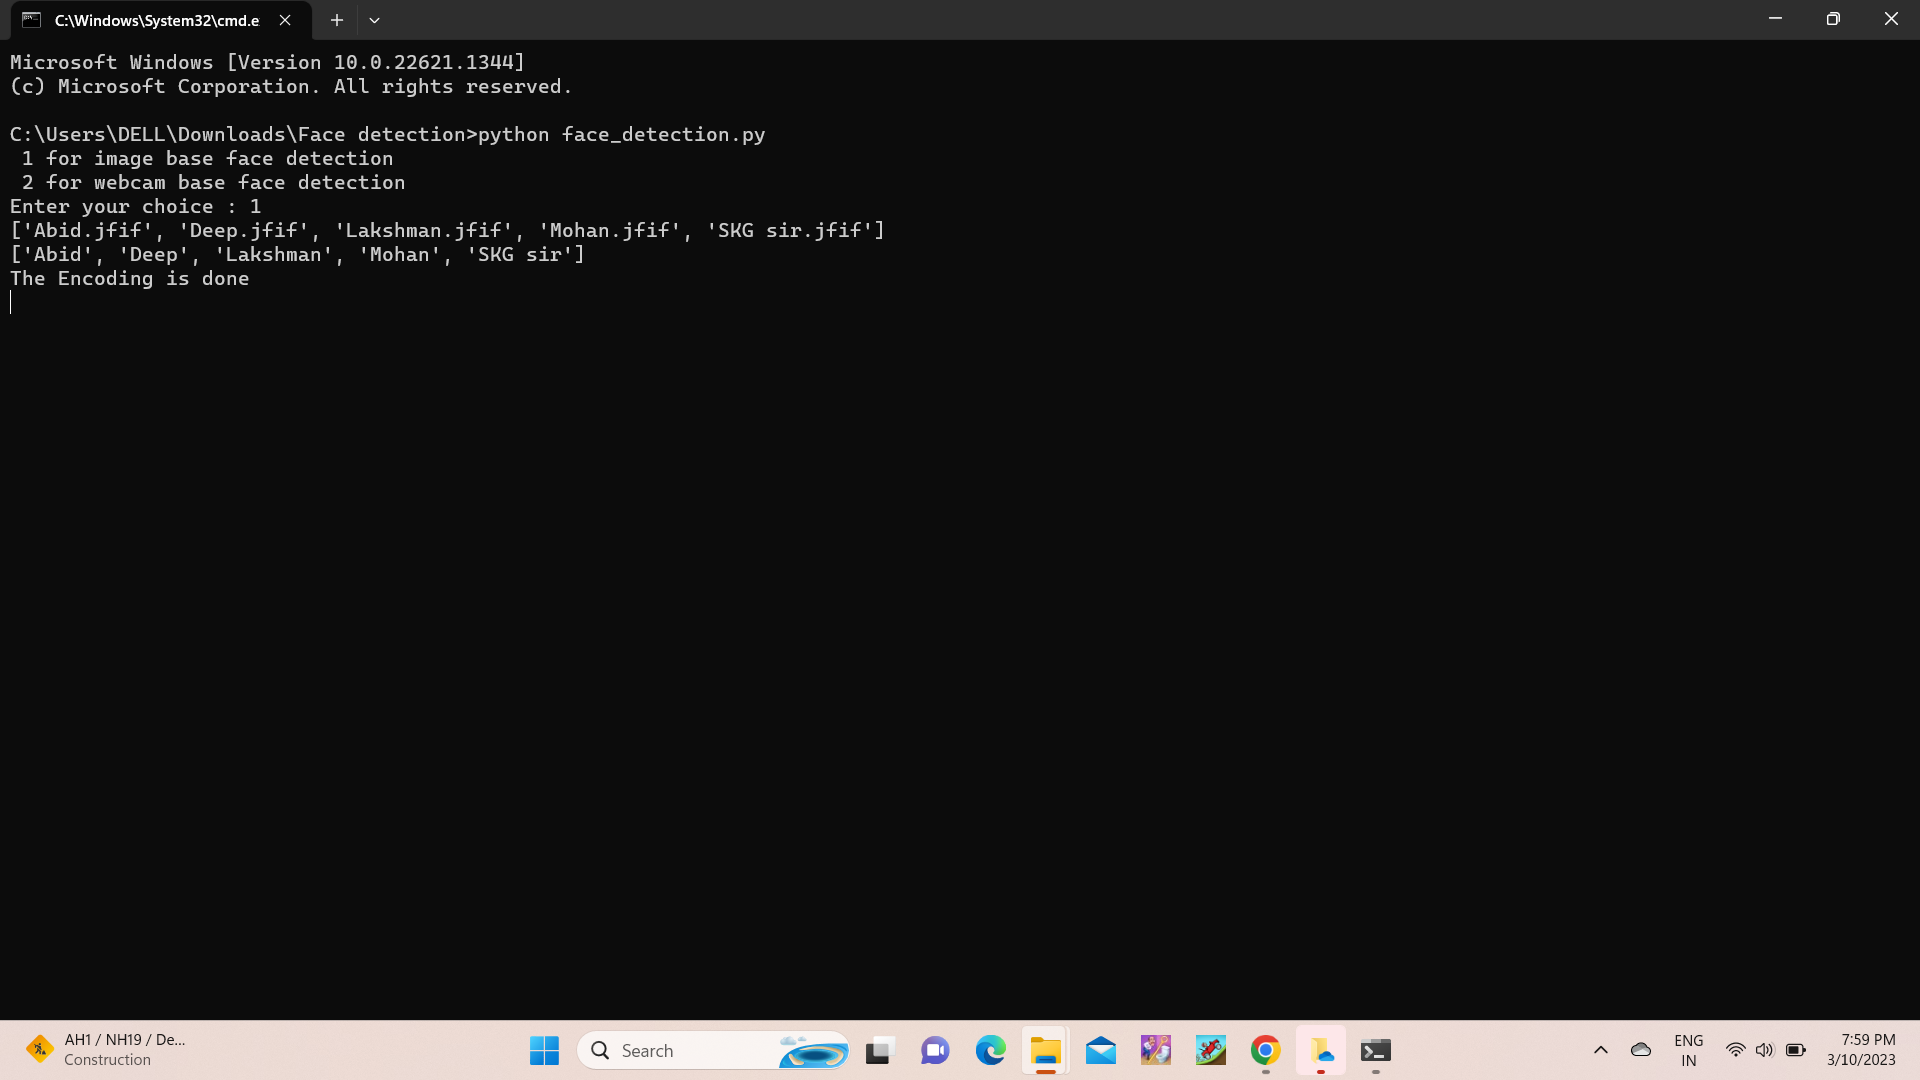 C:\Windows\System32\cmd.e
Microsoft Windows [Version 10.0.22621.1344]
(c) Microsoft Corporation. All rights reserved.
C:\Users\DELL\Downloads\Face detection>python face_detection.py
 1 for image base face detection
 2 for webcam base face detection
Enter your choice : 1
['Abid.jfif', 'Deep.jfif', 'Lakshman.jfif', 'Mohan.jfif', 'SKG sir.jfif']
['Abid', 'Deep', 'Lakshman', 'Mohan', 'SKG sir']
The Encoding is done
AH1 / NH19 / De...
Construction
Search
ENG
IN
7:59 PM
3/10/2023